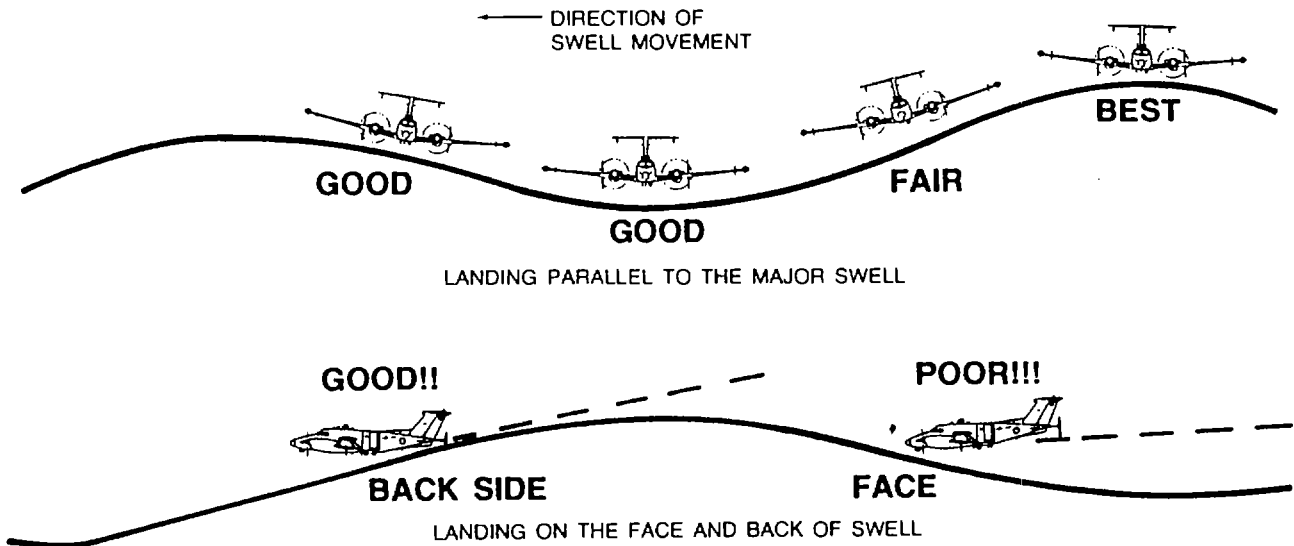 DIRECTION OF
SWELL MOVEMENT
BEST
GOOD
FAIR
GOOD
LANDING PARALLEL TO THE MAJOR SWELL
GOOD!!
POOR!!!
BACK SIDE
FACE
LANDING ON THE FACE AND BACK OF SWELL